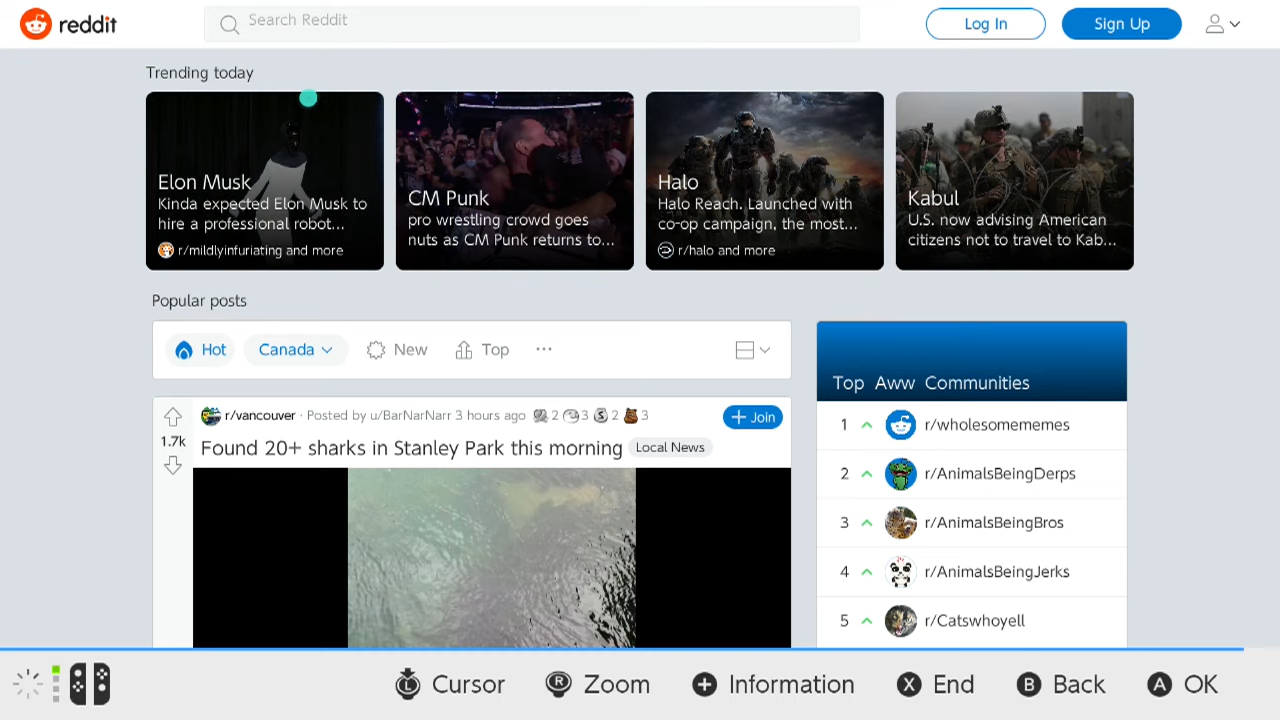 reddit
Search Reddit
Log In
Sign Up
Trending today
Elon Musk
Kinda expected Elon Musk to
hire a professional robot...
r/mildlyinfuriating and more
CM Punk
pro wrestling crowd goes
nuts as CM Punk returns to...
Halo
Halo Reach. Launched with
co-op campaign, the most...
r/halo and more
Kabul
U.S. now advising American
citizens not to travel to Kab...
Popular posts
Hot
Canada
New
Top
...
r/vancouver · Posted by u/BarNarNarr 3 hours ago 2 3 2 3
Join
1.7k
Found 20+ sharks in Stanley Park this morning
Local News
Top Aww Communities
1 r/wholesomememes
2 r/AnimalsBeingDerps
3 r/AnimalsBeingBros
4 r/AnimalsBeingJerks
5 r/Catswhoyell
L Cursor
R Zoom
+ Information
X End
B Back
A OK